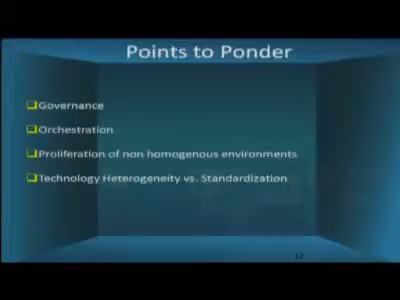 Points to Ponder
Governance
Orchestration
Proliferation of non homogenous environments
Technology Heterogeneity vs. Standardization
12